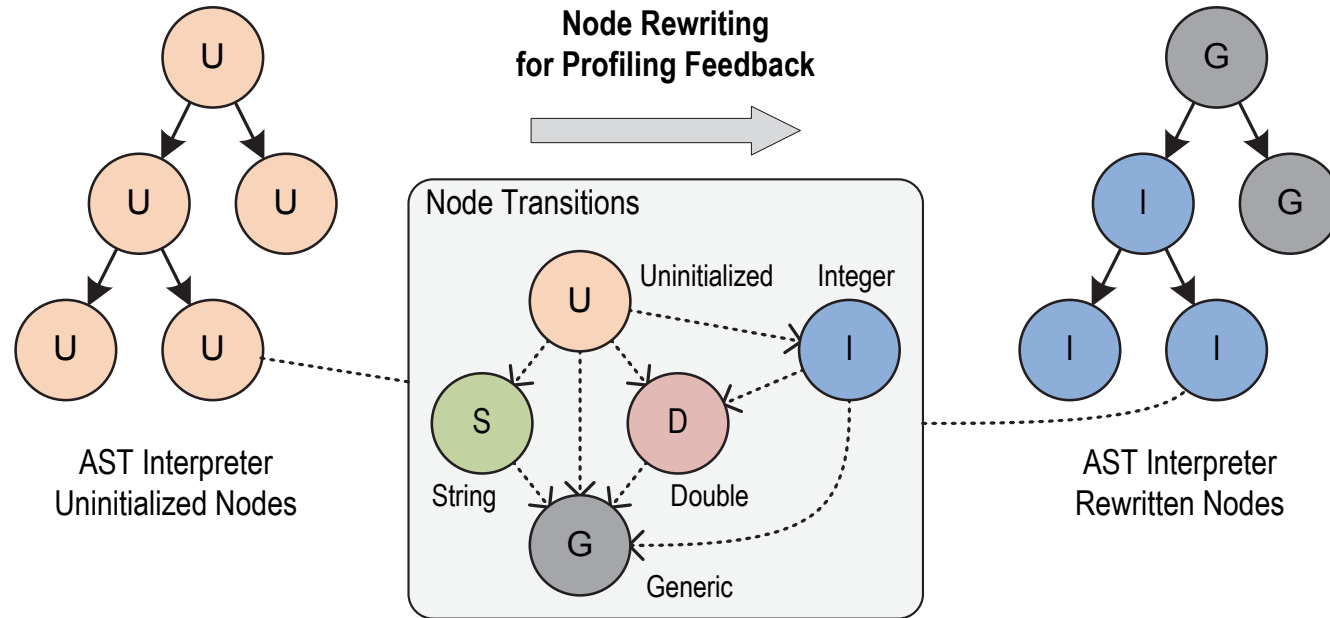 Node Rewriting
for Profiling Feedback
U
U
U
U
U
AST Interpreter
Uninitialized Nodes
Node Transitions
U
Uninitialized
Integer
I
S
D
String
Double
G
Generic
G
I
G
I
I
AST Interpreter
Rewritten Nodes